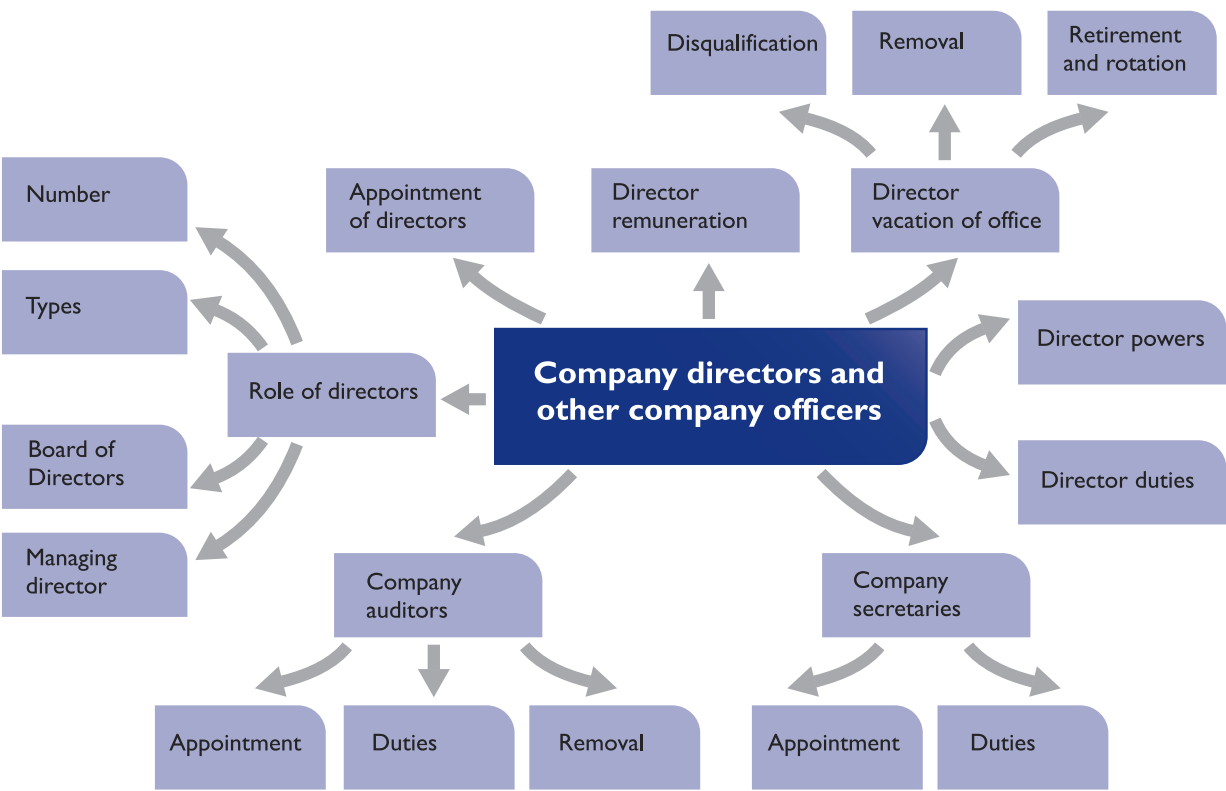 Disqualification
Removal
Retirement
and rotation
Number
Appointment
of directors
Director
remuneration
Director
vacation of office
Types
Director powers
Company directors and
other company officers
Role of directors
Board of
Directors
Director duties
Managing
director
Company
auditors
Company
secretaries
Appointment
Duties
Removal
Appointment
Duties